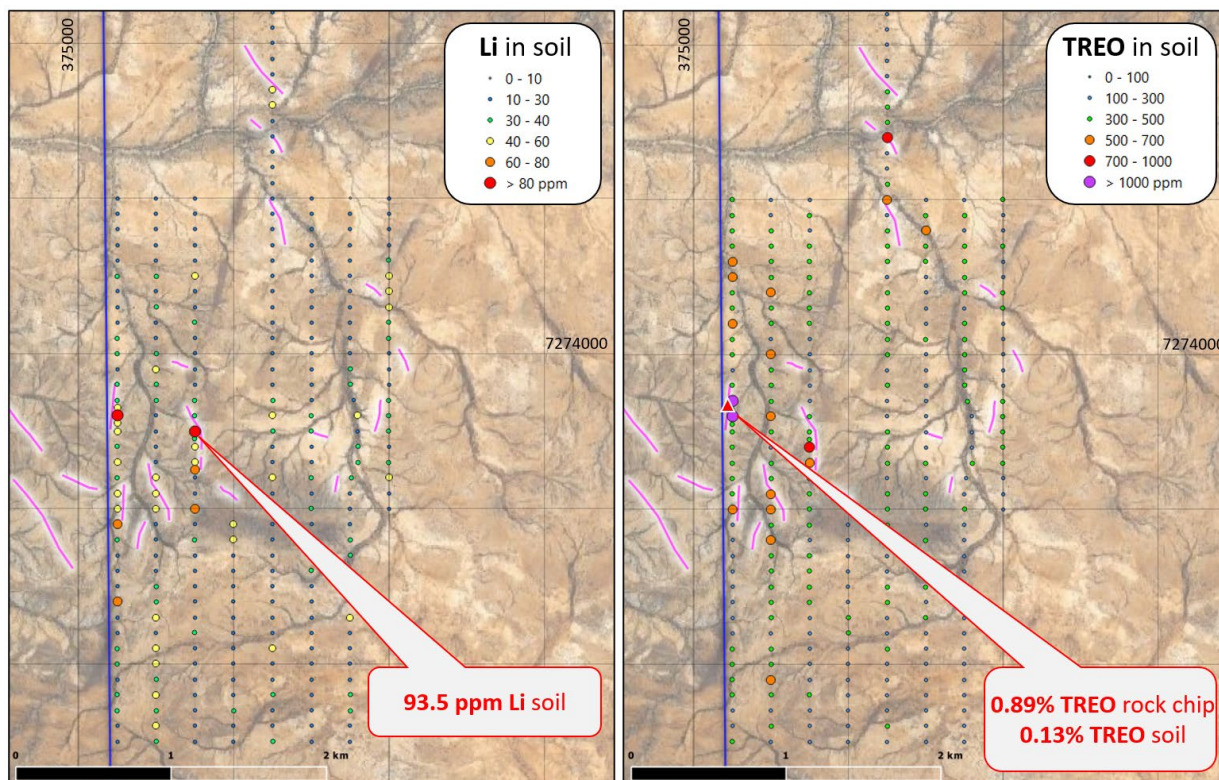 375000
Li in soil
0 - 10
10 - 30
30 - 40
40 - 60
60 - 80
> 80 ppm
7274000
93.5 ppm Li soil
0
1
2 km
375000
TREO in soil
0 - 100
100 - 300
300 - 500
500 - 700
700 - 1000
> 1000 ppm
7274000
0.89% TREO rock chip
0.13% TREO soil
0
1
2 km